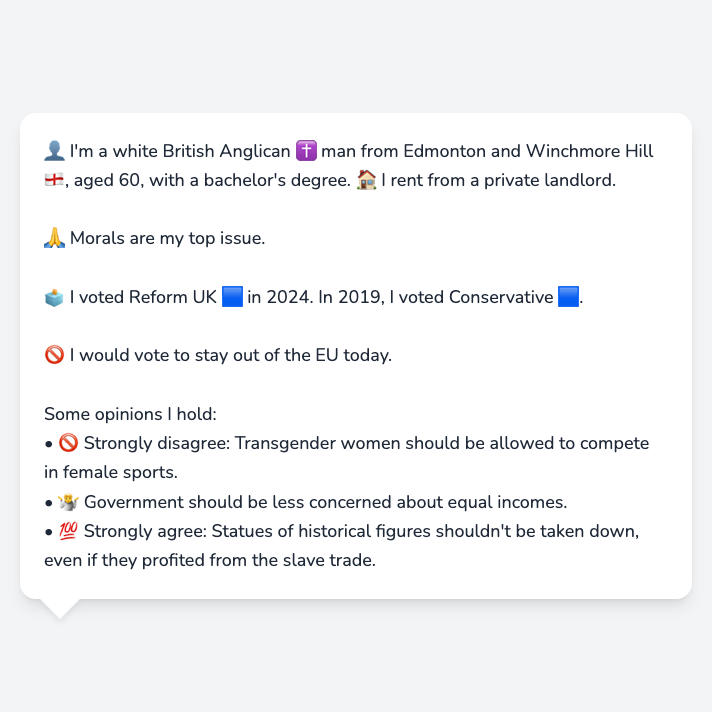 👤 I'm a white British Anglican ✝️ man from Edmonton and Winchmore Hill
🏴󠁧󠁢󠁥󠁮󠁧󠁿, aged 60, with a bachelor's degree. 🏠 I rent from a private landlord.
🙏 Morals are my top issue.
🗳️ I voted Reform UK 🟦 in 2024. In 2019, I voted Conservative 🟦.
🚫 I would vote to stay out of the EU today.
Some opinions I hold:
• 🚫 Strongly disagree: Transgender women should be allowed to compete
in female sports.
• 🤷 Government should be less concerned about equal incomes.
• 💯 Strongly agree: Statues of historical figures shouldn't be taken down,
even if they profited from the slave trade.